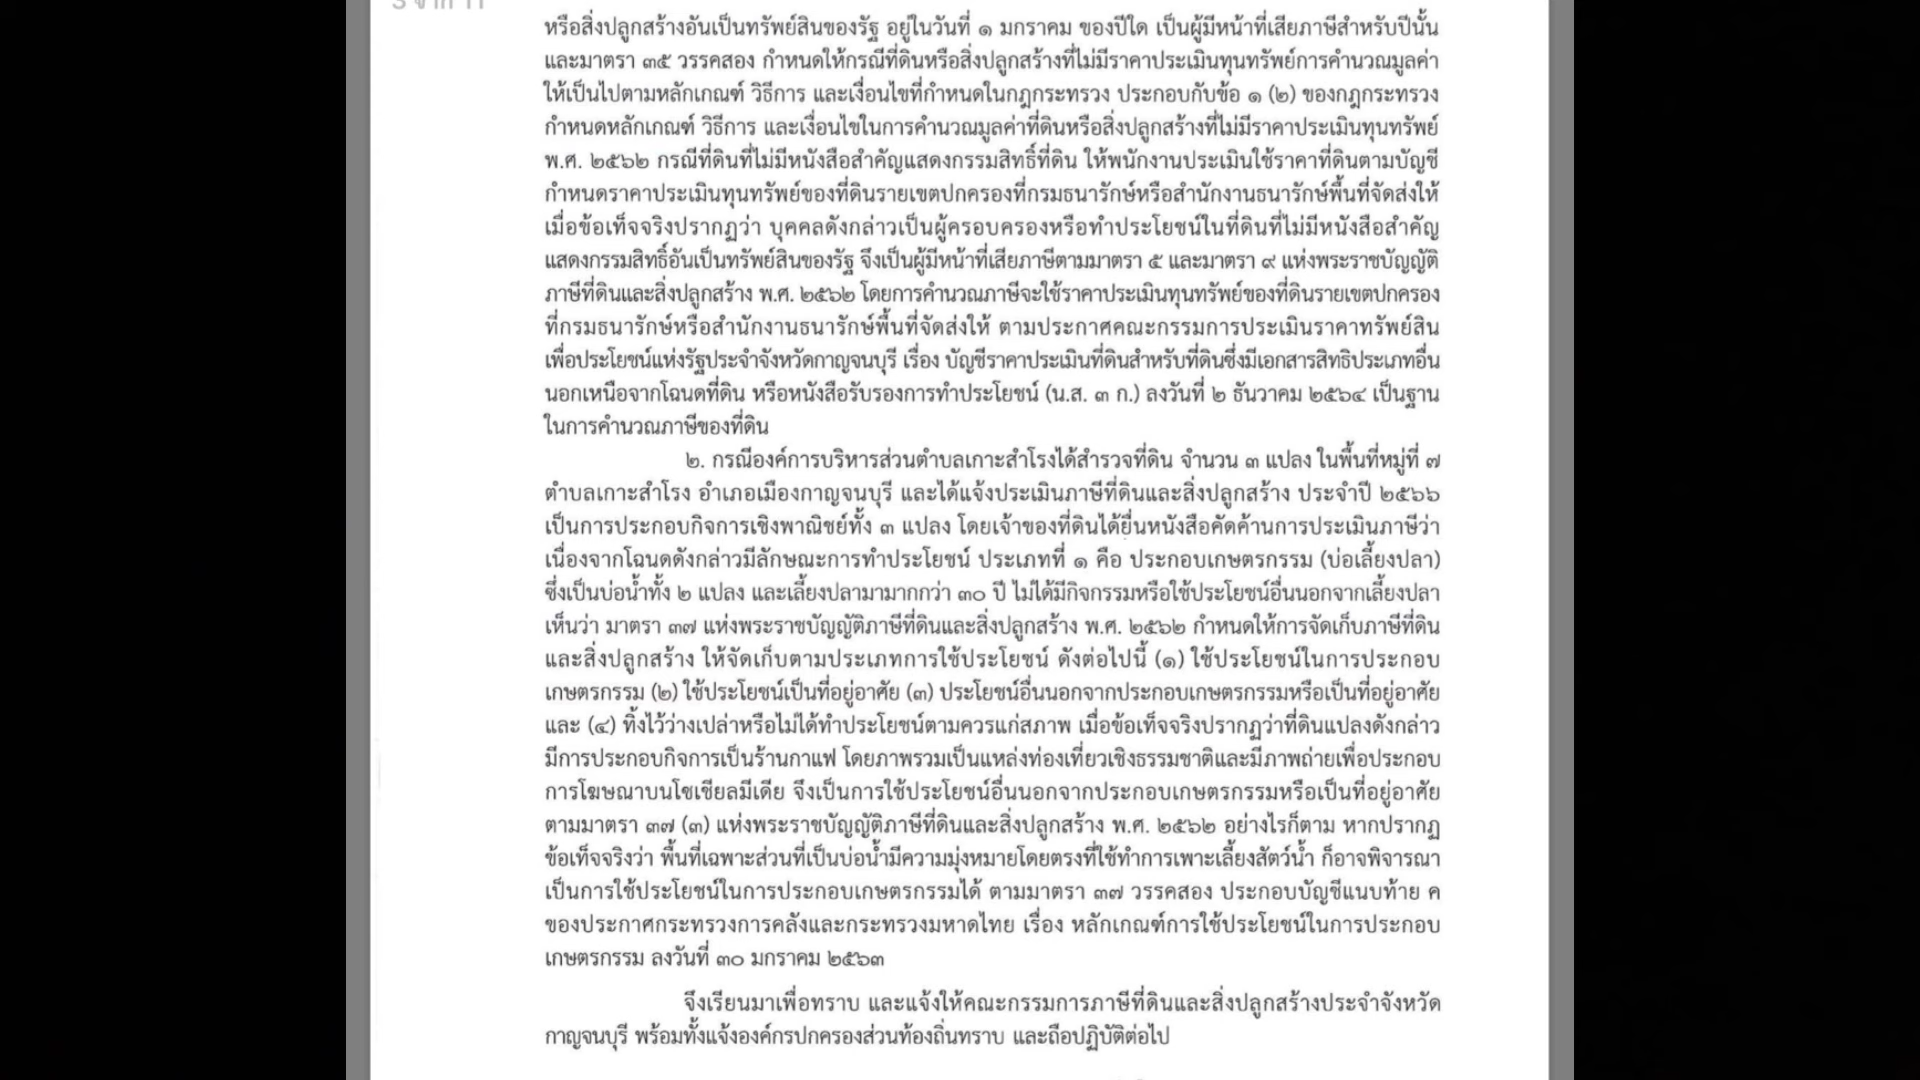 หรือสิ่งปลูกสร้างอันเป็นทรัพย์สินของรัฐ อยู่ในวันที่ ๑ มกราคม ของปีใด เป็นผู้มีหน้าที่เสียภาษีสำหรับปีนั้น
และมาตรา ๓๕ วรรคสอง กำหนดให้กรณีที่ดินหรือสิ่งปลูกสร้างที่ไม่มีราคาประเมินทุนทรัพย์การคำนวณมูลค่า
ให้เป็นไปตามหลักเกณฑ์ วิธีการ และเงื่อนไขที่กำหนดในกฎกระทรวง ประกอบกับข้อ ๑ (๒) ของกฎกระทรวง
กำหนดหลักเกณฑ์ วิธีการ และเงื่อนไขในการคำนวณมูลค่าที่ดินหรือสิ่งปลูกสร้างที่ไม่มีราคาประเมินทุนทรัพย์
พ.ศ. ๒๕๖๒ กรณีที่ดินที่ไม่มีหนังสือสำคัญแสดงกรรมสิทธิ์ที่ดิน ให้พนักงานประเมินใช้ราคาที่ดินตามบัญชี
กำหนดราคาประเมินทุนทรัพย์ของที่ดินรายเขตปกครองที่กรมธนารักษ์หรือสำนักงานธนารักษ์พื้นที่จัดส่งให้
เมื่อข้อเท็จจริงปรากฏว่า บุคคลดังกล่าวเป็นผู้ครอบครองหรือทำประโยชน์ในที่ดินที่ไม่มีหนังสือสำคัญ
แสดงกรรมสิทธิ์อันเป็นทรัพย์สินของรัฐ จึงเป็นผู้มีหน้าที่เสียภาษีตามมาตรา ๕ และมาตรา ๙ แห่งพระราชบัญญัติ
ภาษีที่ดินและสิ่งปลูกสร้าง พ.ศ. ๒๕๖๒ โดยการคำนวณภาษีจะใช้ราคาประเมินทุนทรัพย์ของที่ดินรายเขตปกครอง
ที่กรมธนารักษ์หรือสำนักงานธนารักษ์พื้นที่จัดส่งให้ ตามประกาศคณะกรรมการประเมินราคาทรัพย์สิน
เพื่อประโยชน์แห่งรัฐประจำจังหวัดกาญจนบุรี เรื่อง บัญชีราคาประเมินที่ดินสำหรับที่ดินซึ่งมีเอกสารสิทธิประเภทอื่น
นอกเหนือจากโฉนดที่ดิน หรือหนังสือรับรองการทำประโยชน์ (น.ส. ๓ ก.) ลงวันที่ ๒ ธันวาคม ๒๕๖๔ เป็นฐาน
ในการคำนวณภาษีของที่ดิน
๒. กรณีองค์การบริหารส่วนตำบลเกาะสำโรงได้สำรวจที่ดิน จำนวน ๓ แปลง ในพื้นที่หมู่ที่ ๗
ตำบลเกาะสำโรง อำเภอเมืองกาญจนบุรี และได้แจ้งประเมินภาษีที่ดินและสิ่งปลูกสร้าง ประจำปี ๒๕๖๖
เป็นการประกอบกิจการเชิงพาณิชย์ทั้ง ๓ แปลง โดยเจ้าของที่ดินได้ยื่นหนังสือคัดค้านการประเมินภาษีว่า
เนื่องจากโฉนดดังกล่าวมีลักษณะการทำประโยชน์ ประเภทที่ ๑ คือ ประกอบเกษตรกรรม (บ่อเลี้ยงปลา)
ซึ่งเป็นบ่อน้ำทั้ง ๒ แปลง และเลี้ยงปลามามากกว่า ๓๐ ปี ไม่ได้มีกิจกรรมหรือใช้ประโยชน์อื่นนอกจากเลี้ยงปลา
เห็นว่า มาตรา ๓๗ แห่งพระราชบัญญัติภาษีที่ดินและสิ่งปลูกสร้าง พ.ศ. ๒๕๖๒ กำหนดให้การจัดเก็บภาษีที่ดิน
และสิ่งปลูกสร้าง ให้จัดเก็บตามประเภทการใช้ประโยชน์ ดังต่อไปนี้ (๑) ใช้ประโยชน์ในการประกอบ
เกษตรกรรม (๒) ใช้ประโยชน์เป็นที่อยู่อาศัย (๓) ประโยชน์อื่นนอกจากประกอบเกษตรกรรมหรือเป็นที่อยู่อาศัย
และ (๔) ทิ้งไว้ว่างเปล่าหรือไม่ได้ทำประโยชน์ตามควรแก่สภาพ เมื่อข้อเท็จจริงปรากฏว่าที่ดินแปลงดังกล่าว
มีการประกอบกิจการเป็นร้านกาแฟ โดยภาพรวมเป็นแหล่งท่องเที่ยวเชิงธรรมชาติและมีภาพถ่ายเพื่อประกอบ
การโฆษณาบนโซเชียลมีเดีย จึงเป็นการใช้ประโยชน์อื่นนอกจากประกอบเกษตรกรรมหรือเป็นที่อยู่อาศัย
ตามมาตรา ๓๗ (๓) แห่งพระราชบัญญัติภาษีที่ดินและสิ่งปลูกสร้าง พ.ศ. ๒๕๖๒ อย่างไรก็ตาม หากปรากฏ
ข้อเท็จจริงว่า พื้นที่เฉพาะส่วนที่เป็นบ่อน้ำมีความมุ่งหมายโดยตรงที่ใช้ทำการเพาะเลี้ยงสัตว์น้ำ ก็อาจพิจารณา
เป็นการใช้ประโยชน์ในการประกอบเกษตรกรรมได้ ตามมาตรา ๓๗ วรรคสอง ประกอบบัญชีแนบท้าย ค
ของประกาศกระทรวงการคลังและกระทรวงมหาดไทย เรื่อง หลักเกณฑ์การใช้ประโยชน์ในการประกอบ
เกษตรกรรม ลงวันที่ ๓๐ มกราคม ๒๕๖๓
จึงเรียนมาเพื่อทราบ และแจ้งให้คณะกรรมการภาษีที่ดินและสิ่งปลูกสร้างประจำจังหวัด
กาญจนบุรี พร้อมทั้งแจ้งองค์กรปกครองส่วนท้องถิ่นทราบ และถือปฏิบัติต่อไป